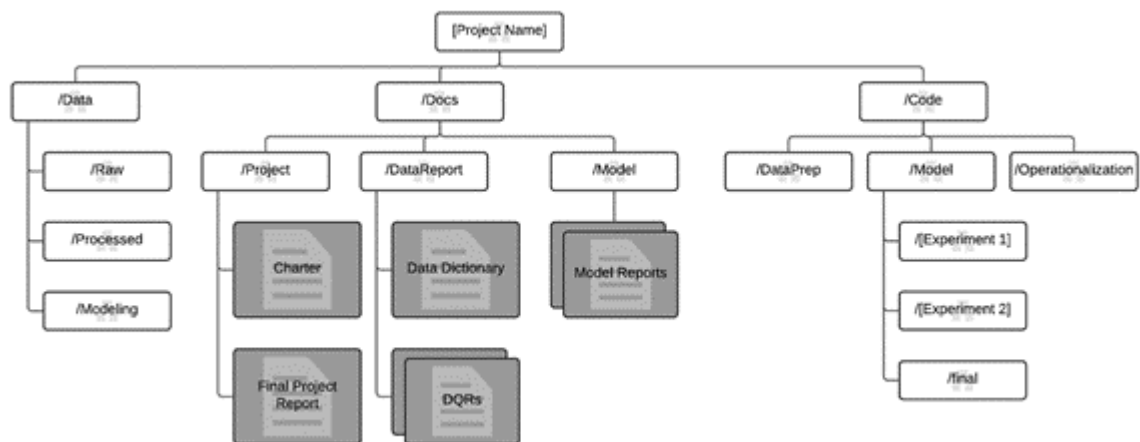 [Project Name]
/Data
/Docs
/Code
/Raw
/Project
/DataReport
/Model
/DataPrep
/Model
/Operationalization
/Processed
Charter
Data Dictionary
Model Reports
/[Experiment 1]
/Modeling
/[Experiment 2]
Final Project
Report
DQRs
/final